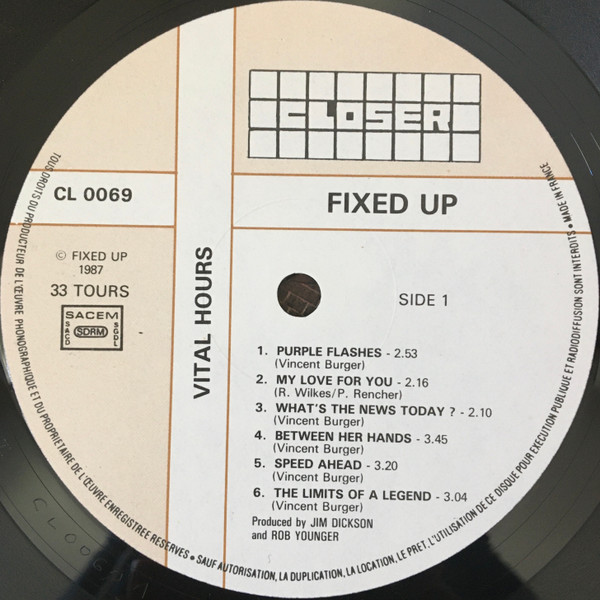 CLOSER
CL 0069
FIXED UP
© FIXED UP
1987
33 TOURS
SACEM
SACD
SDRM
SGDL
VITAL HOURS
SIDE 1
1. PURPLE FLASHES - 2.53
(Vincent Burger)
2. MY LOVE FOR YOU - 2.16
(R. Wilkes/P. Rencher)
3. WHAT'S THE NEWS TODAY ? - 2.10
(Vincent Burger)
4. BETWEEN HER HANDS - 3.45
(Vincent Burger)
5. SPEED AHEAD - 3.20
(Vincent Burger)
6. THE LIMITS OF A LEGEND - 3.04
(Vincent Burger)
Produced by JIM DICKSON
and ROB YOUNGER
TOUS DROITS DU PRODUCTEUR DE L'ŒUVRE PHONOGRAPHIQUE ET DU PROPRIETAIRE DE L'ŒUVRE ENREGISTREE RESERVES • SAUF AUTORISATION, LA DUPLICATION, LA LOCATION, LE PRET, L'UTILISATION DE CE DISQUE POUR EXECUTION PUBLIQUE ET RADIODIFFUSION SONT INTERDITS • MADE IN FRANCE